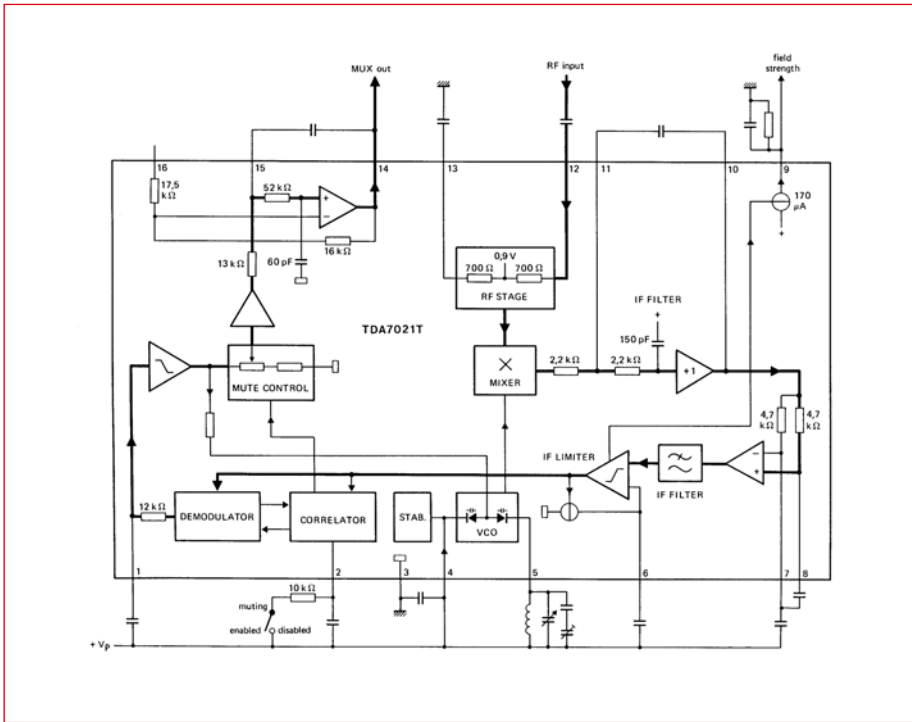 MUX out
RF input
field
strength
16
15
14
13
12
11
10
9
17,5
kΩ
52 kΩ
+
−
170
μA
+
16 kΩ
13 kΩ
60 pF
0,9 V
700 Ω
700 Ω
RF STAGE
TDA7021T
IF FILTER
+
150 pF
2,2 kΩ
2,2 kΩ
+1
MIXER
MUTE CONTROL
4,7
kΩ
4,7
kΩ
IF LIMITER
−
+
IF FILTER
12 kΩ
DEMODULATOR
CORRELATOR
STAB.
VCO
1
2
3
4
5
6
7
8
10 kΩ
muting
enabled
disabled
+ Vp